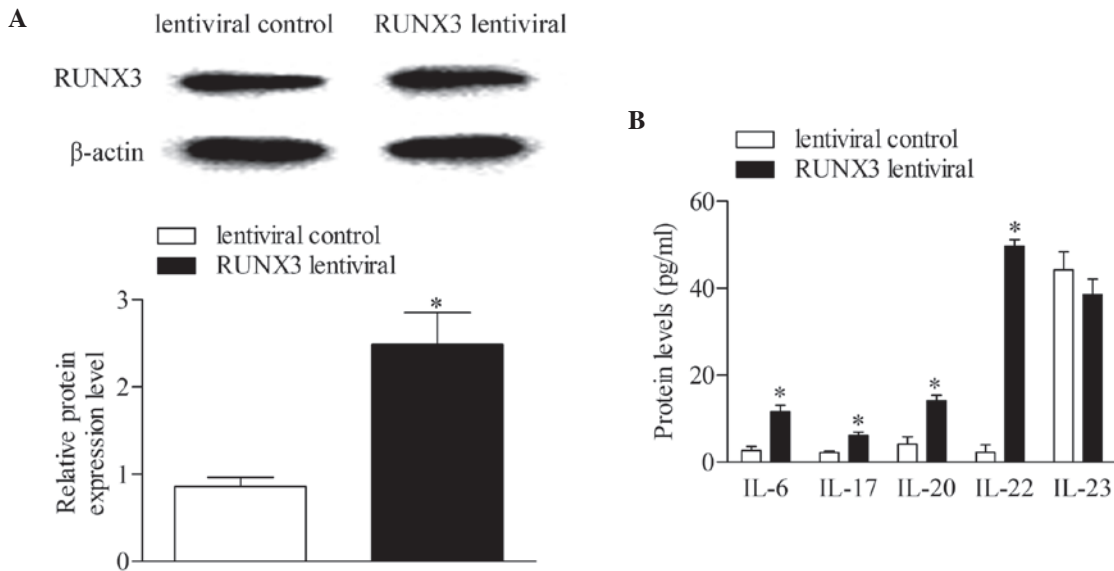 A
lentiviral control RUNX3 lentiviral
RUNX3
β-actin
lentiviral control
RUNX3 lentiviral
Relative protein
expression level
3
2
1
0
*
B
lentiviral control
RUNX3 lentiviral
Protein levels (pg/ml)
60
40
20
0
* * * *
IL-6 IL-17 IL-20 IL-22 IL-23